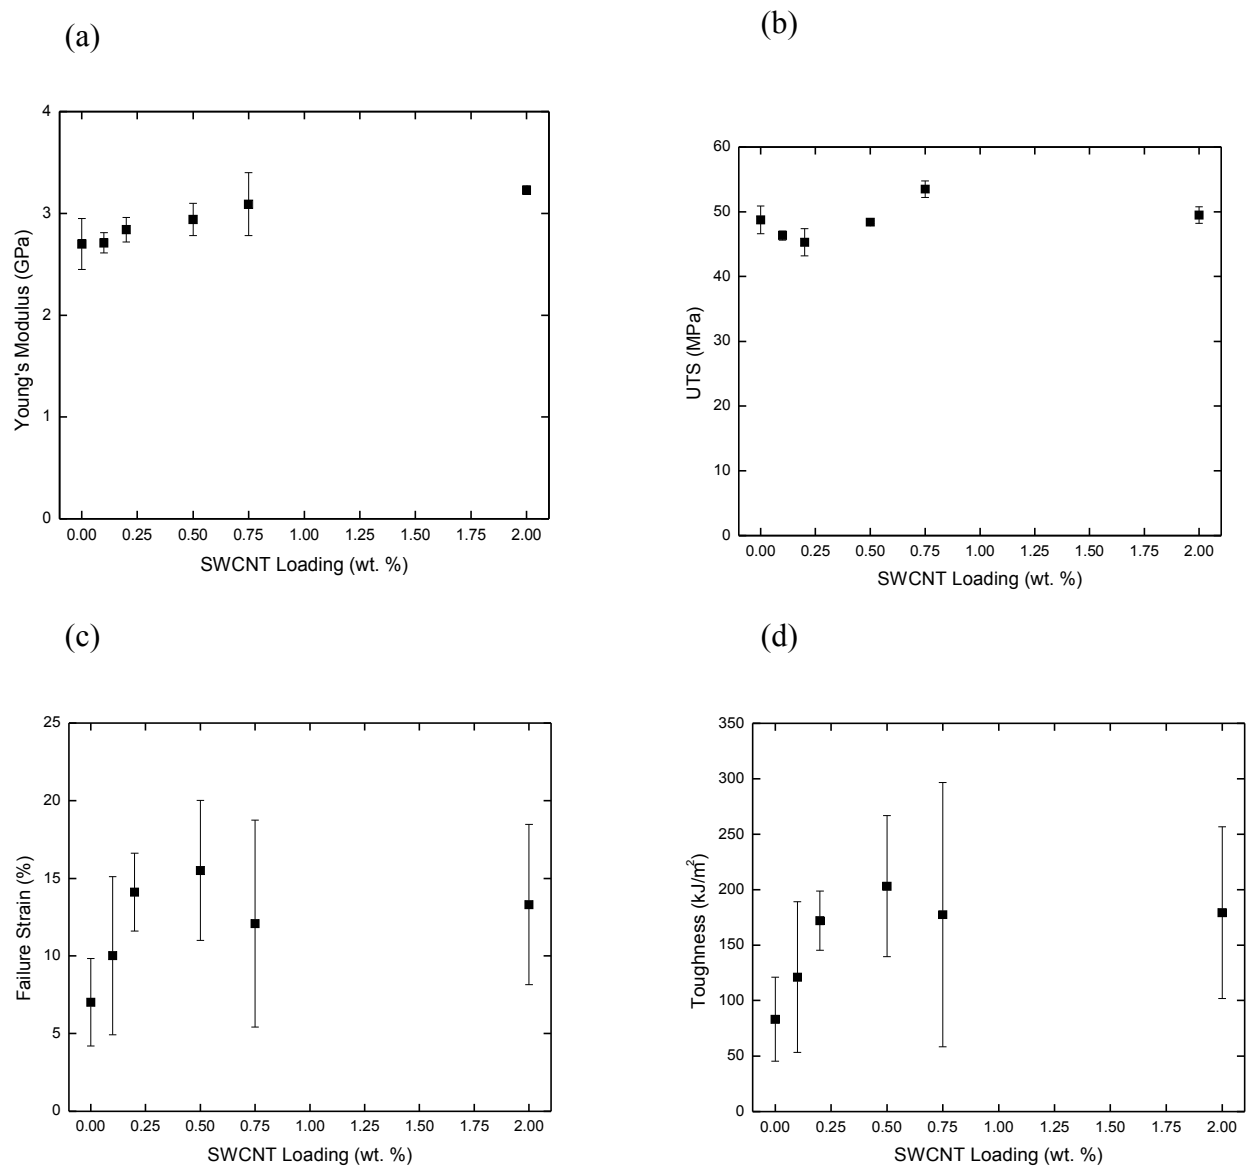 (a)
4
3
2
1
0
Young's Modulus (GPa)
0.00 0.25 0.50 0.75 1.00 1.25 1.50 1.75 2.00
SWCNT Loading (wt. %)
(b)
60
50
40
30
20
10
0
UTS (MPa)
0.00 0.25 0.50 0.75 1.00 1.25 1.50 1.75 2.00
SWCNT Loading (wt. %)
(c)
25
20
15
10
5
0
Failure Strain (%)
0.00 0.25 0.50 0.75 1.00 1.25 1.50 1.75 2.00
SWCNT Loading (wt. %)
(d)
350
300
250
200
150
100
50
0
Toughness (kJ/m²)
0.00 0.25 0.50 0.75 1.00 1.25 1.50 1.75 2.00
SWCNT Loading (wt. %)